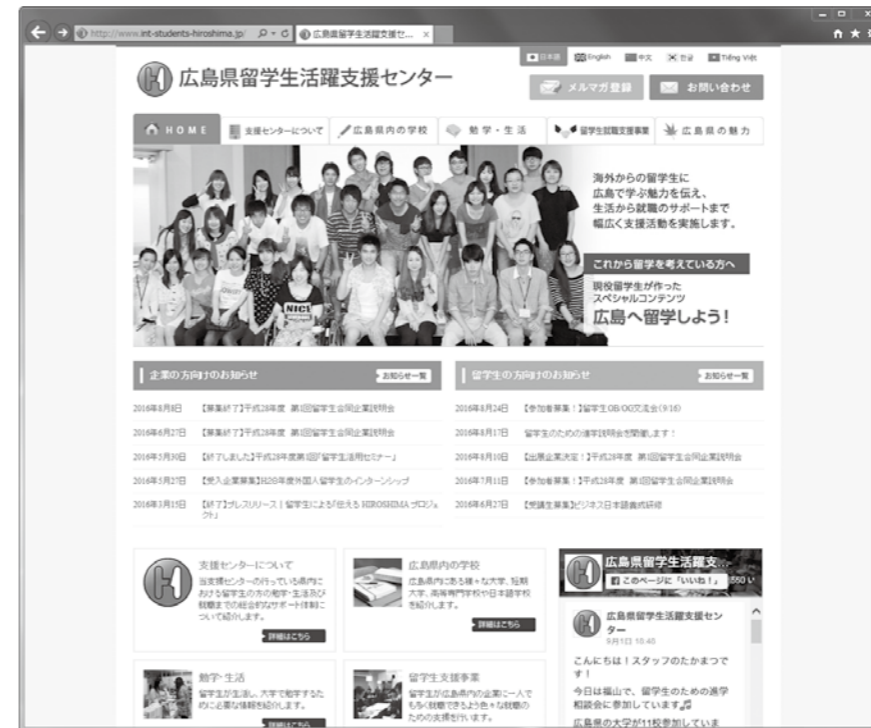 http://www.int-students-hiroshima.jp/
広島県留学生活躍支援セ...
日本語 English 中文 한글 Tiếng Việt
広島県留学生活躍支援センター
メルマガ登録 お問い合わせ
HOME 支援センターについて 広島県内の学校 勉学・生活 留学生就職支援事業 広島県の魅力
海外からの留学生に
広島で学ぶ魅力を伝え、
生活から就職のサポートまで
幅広く支援活動を実施します。
これから留学を考えている方へ
現役留学生が作った
スペシャルコンテンツ
広島へ留学しよう!
NICE
企業の方向けのお知らせ お知らせ一覧
2016年8月8日 【募集終了】平成28年度 第1回留学生合同企業説明会
2016年6月27日 【募集終了】平成28年度 第1回留学生合同企業説明会
2016年5月30日 【終了しました】平成28年度第1回「留学生活用セミナー」
2016年5月27日 【受入企業募集】H28年度外国人留学生のインターンシップ
2016年3月15日 【終了】プレスリリース|留学生による「伝える HIROSHIMA プロジェ
クト」
留学生の方向けのお知らせ お知らせ一覧
2016年8月24日 【参加者募集!】留学生OB/OG交流会(9/16)
2016年8月17日 留学生のための進学説明会を開催します!
2016年8月10日 【出展企業決定!】平成28年度 第1回留学生合同企業説明会
2016年7月11日 【参加者募集!】平成28年度 第1回留学生合同企業説明会
2016年6月27日 【受講生募集】ビジネス日本語養成研修
支援センターについて
当支援センターの行っている県内に
おける留学生の方の勉学・生活及び
就職までの総合的なサポート体制に
ついて紹介します。
詳細はこちら
広島県内の学校
広島県内にある様々な大学、短期
大学、高等専門学校や日本語学校
を紹介します。
詳細はこちら
勉学・生活
留学生が生活し、大学で勉学するた
めに必要な情報を紹介します。
詳細はこちら
留学生支援事業
留学生が広島県内の企業に一人で
も多く就職できるよう色々な就職の
ための支援を行います。
広島県留学生活躍支...
このページに「いいね!」 550 い
広島県留学生活躍支援セン
ター
9月1日 10:45
こんにちは!スタッフのたかまつで
す!
今日は福山で、留学生のための進学
相談会に参加しています
広島県の大学が11校参加していま